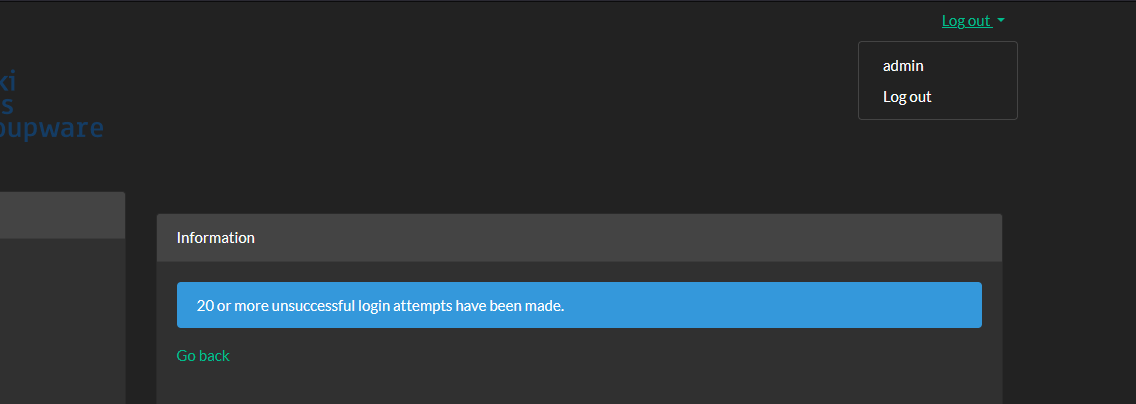 Log out
admin
Log out
ki
s
oupware
Information
20 or more unsuccessful login attempts have been made.
Go back